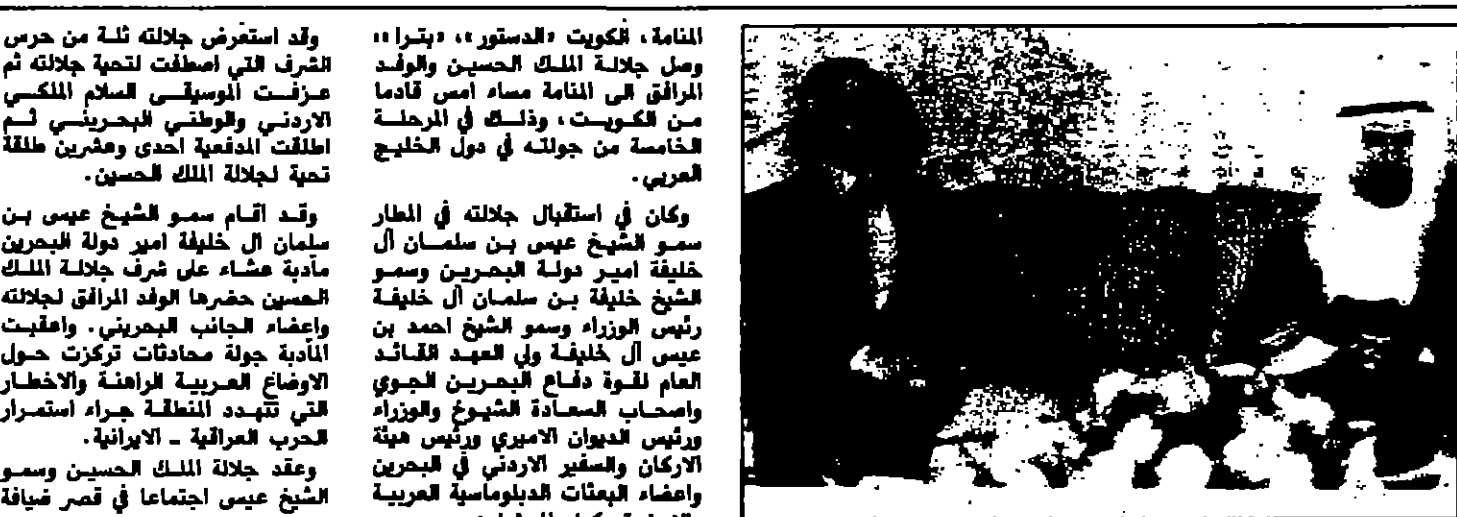 المنامة، الكويت «الدستور»، «بترا»
وصل جلالة الملك الحسين والوفد
المرافق الى المنامة مساء امس قادما
من الكويت، وذلك في المرحلة
الخامسة من جولته في دول الخليج
العربي.
وكان في استقبال جلالته في المطار
سمو الشيخ عيسى بن سلمان آل
خليفة امير دولة البحرين وسمو
الشيخ خليفة بن سلمان آل خليفة
رئيس الوزراء وسمو الشيخ احمد بن
عيسى آل خليفة ولي العهد القائد
العام لقوة دفاع البحرين الجوي
واصحاب السعادة الشيوخ والوزراء
ورئيس الديوان الاميري ورئيس هيئة
الاركان والسفير الاردني في البحرين
واعضاء البعثات الدبلوماسية العربية
وقد استعرض جلالته ثلة من حرس
الشرف التي اصطفت لتحية جلالته ثم
عزفت الموسيقى السلام الملكي
الاردني والوطني البحريني ثم
اطلقت المدفعية احدى وعشرين طلقة
تحية لجلالة الملك الحسين.
وقد اقام سمو الشيخ عيسى بن
سلمان آل خليفة امير دولة البحرين
مأدبة عشاء على شرف جلالة الملك
الحسين حضرها الوفد المرافق لجلالته
واعضاء الجانب البحريني. واعقبت
المأدبة جولة محادثات تركزت حول
الاوضاع العربية الراهنة والاخطار
التي تتهدد المنطقة جراء استمرار
الحرب العراقية ـ الايرانية.
وعقد جلالة الملك الحسين وسمو
الشيخ عيسى اجتماعا في قصر ضيافة